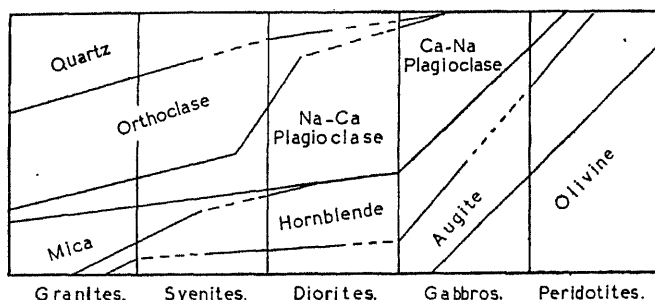 Quartz
Orthoclase
Na-Ca
Plagioclase
Ca-Na
Plagioclase
Mica
Hornblende
Augite
Olivine
Granites. Syenites. Diorites. Gabbros. Peridotites.